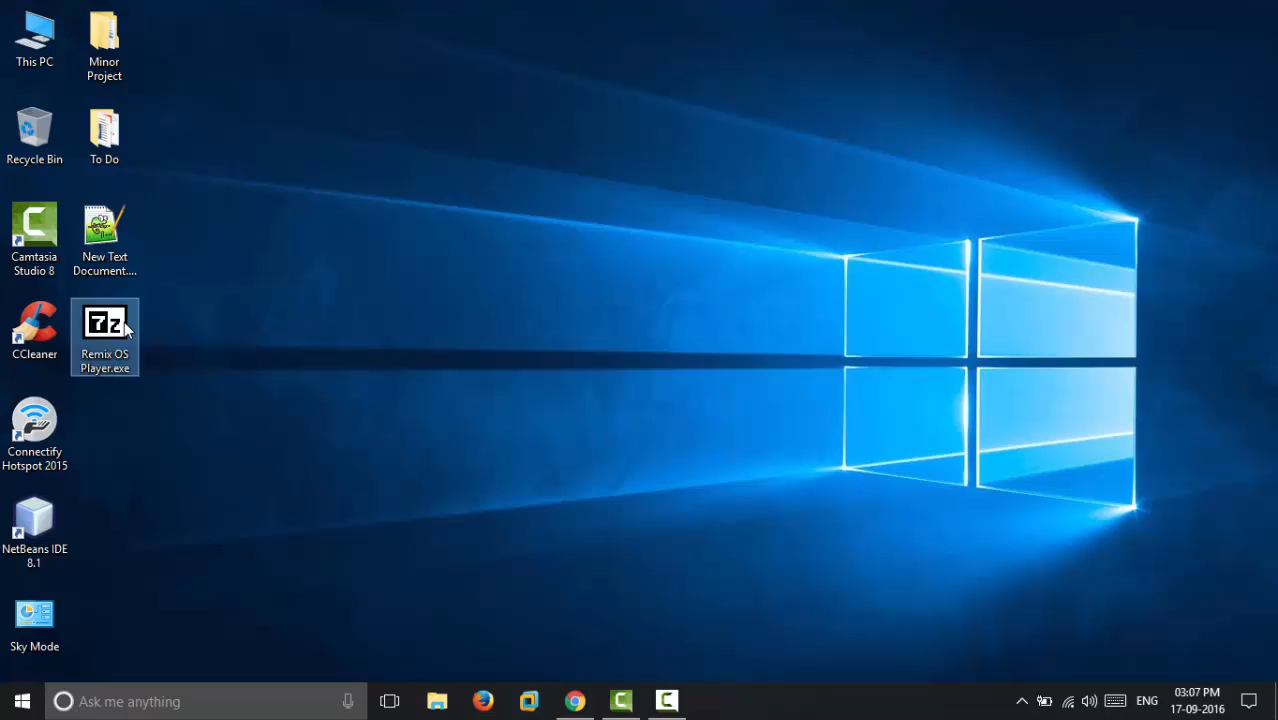 This PC
Minor
Project
Recycle Bin
To Do
Camtasia
Studio 8
New Text
Document....
CCleaner
7z
Remix OS
Player.exe
Connectify
Hotspot 2015
NetBeans IDE
8.1
Sky Mode
Ask me anything
ENG
03:07 PM
17-09-2016